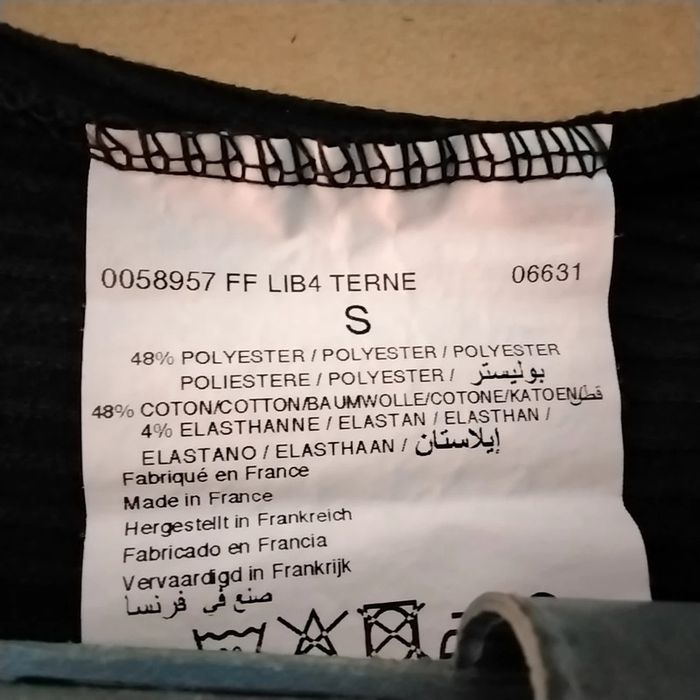 0058957 FF LIB4 TERNE 06631
S
48% POLYESTER / POLYESTER / POLYESTER
POLIESTERE / POLYESTER / بوليستر
48% COTON/COTTON/BAUMWOLLE/COTONE/KATOEN/قطن
4% ELASTHANNE / ELASTAN / ELASTHAN /
ELASTANO / ELASTHAAN / إيلاستان
Fabriqué en France
Made in France
Hergestellt in Frankreich
Fabricado en Francia
Vervaardigd in Frankrijk
صنع في فرنسا